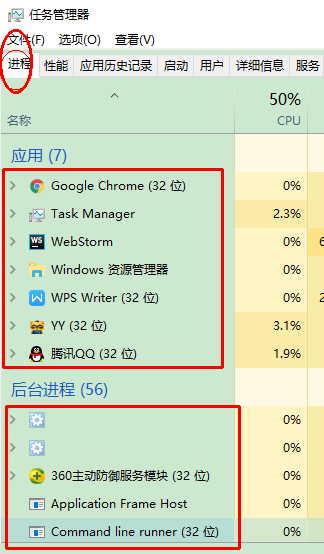 任务管理器
文件(F) 选项(O) 查看(V)
进程 性能 应用历史记录 启动 用户 详细信息 服务
50%
名称 CPU
应用 (7)
Google Chrome (32 位) 0%
Task Manager 2.3%
WebStorm 0% 6
Windows 资源管理器 0%
WPS Writer (32 位) 0% 2
YY (32 位) 3.1%
腾讯QQ (32 位) 1.9%
后台进程 (56)
0%
0%
360主动防御服务模块 (32 位) 0%
Application Frame Host 0%
Command line runner (32 位) 0%